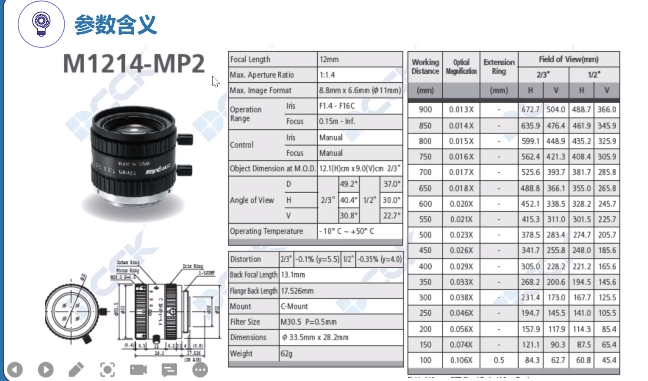 参数含义
M1214-MP2
Focal Length 12mm
Max. Aperture Ratio 1:1.4
Max. Image Format 8.8mm x 6.6mm (Φ11mm)
Operation Range Iris F1.4 - F16C
Focus 0.15m - Inf.
Control Iris Manual
Focus Manual
Object Dimension at M.O.D. 12.1(H)cm x 9.0(V)cm 2/3"
Angle of View D 2/3" 49.2° 1/2" 37.0°
H 40.4° 30.0°
V 30.8° 22.7°
Operating Temperature - 10° C ~ +50° C
Distortion 2/3" -0.1% (y=5.5) 1/2" -0.35% (y=4.0)
Back Focal Length 13.1mm
Flange Back Length 17.526mm
Mount C-Mount
Filter Size M30.5 P=0.5mm
Dimensions Φ 33.5mm x 28.2mm
Weight 62g
Working Distance Optical Magnification Extension Ring Field of View(mm)
2/3" 1/2"
(mm) (mm) H V H V
900 0.013X - 672.7 504.0 488.7 366.0
850 0.014X - 635.9 476.4 461.9 345.9
800 0.015X - 599.1 448.9 435.2 325.9
750 0.016X - 562.4 421.3 408.4 305.9
700 0.017X - 525.6 393.7 381.7 285.8
650 0.018X - 488.8 366.1 355.0 265.8
600 0.020X - 452.1 338.5 328.2 245.7
550 0.021X - 415.3 311.0 301.5 225.7
500 0.023X - 378.5 283.4 274.7 205.7
450 0.026X - 341.7 255.8 248.0 185.6
400 0.029X - 305.0 228.2 221.2 165.6
350 0.033X - 268.2 200.6 194.5 145.6
300 0.038X - 231.4 173.0 167.7 125.5
250 0.046X - 194.7 145.5 141.0 105.5
200 0.056X - 157.9 117.9 114.3 85.4
150 0.074X - 121.1 90.3 87.5 65.4
100 0.106X 0.5 84.3 62.7 60.8 45.4
Focus Ring
Iris Ring